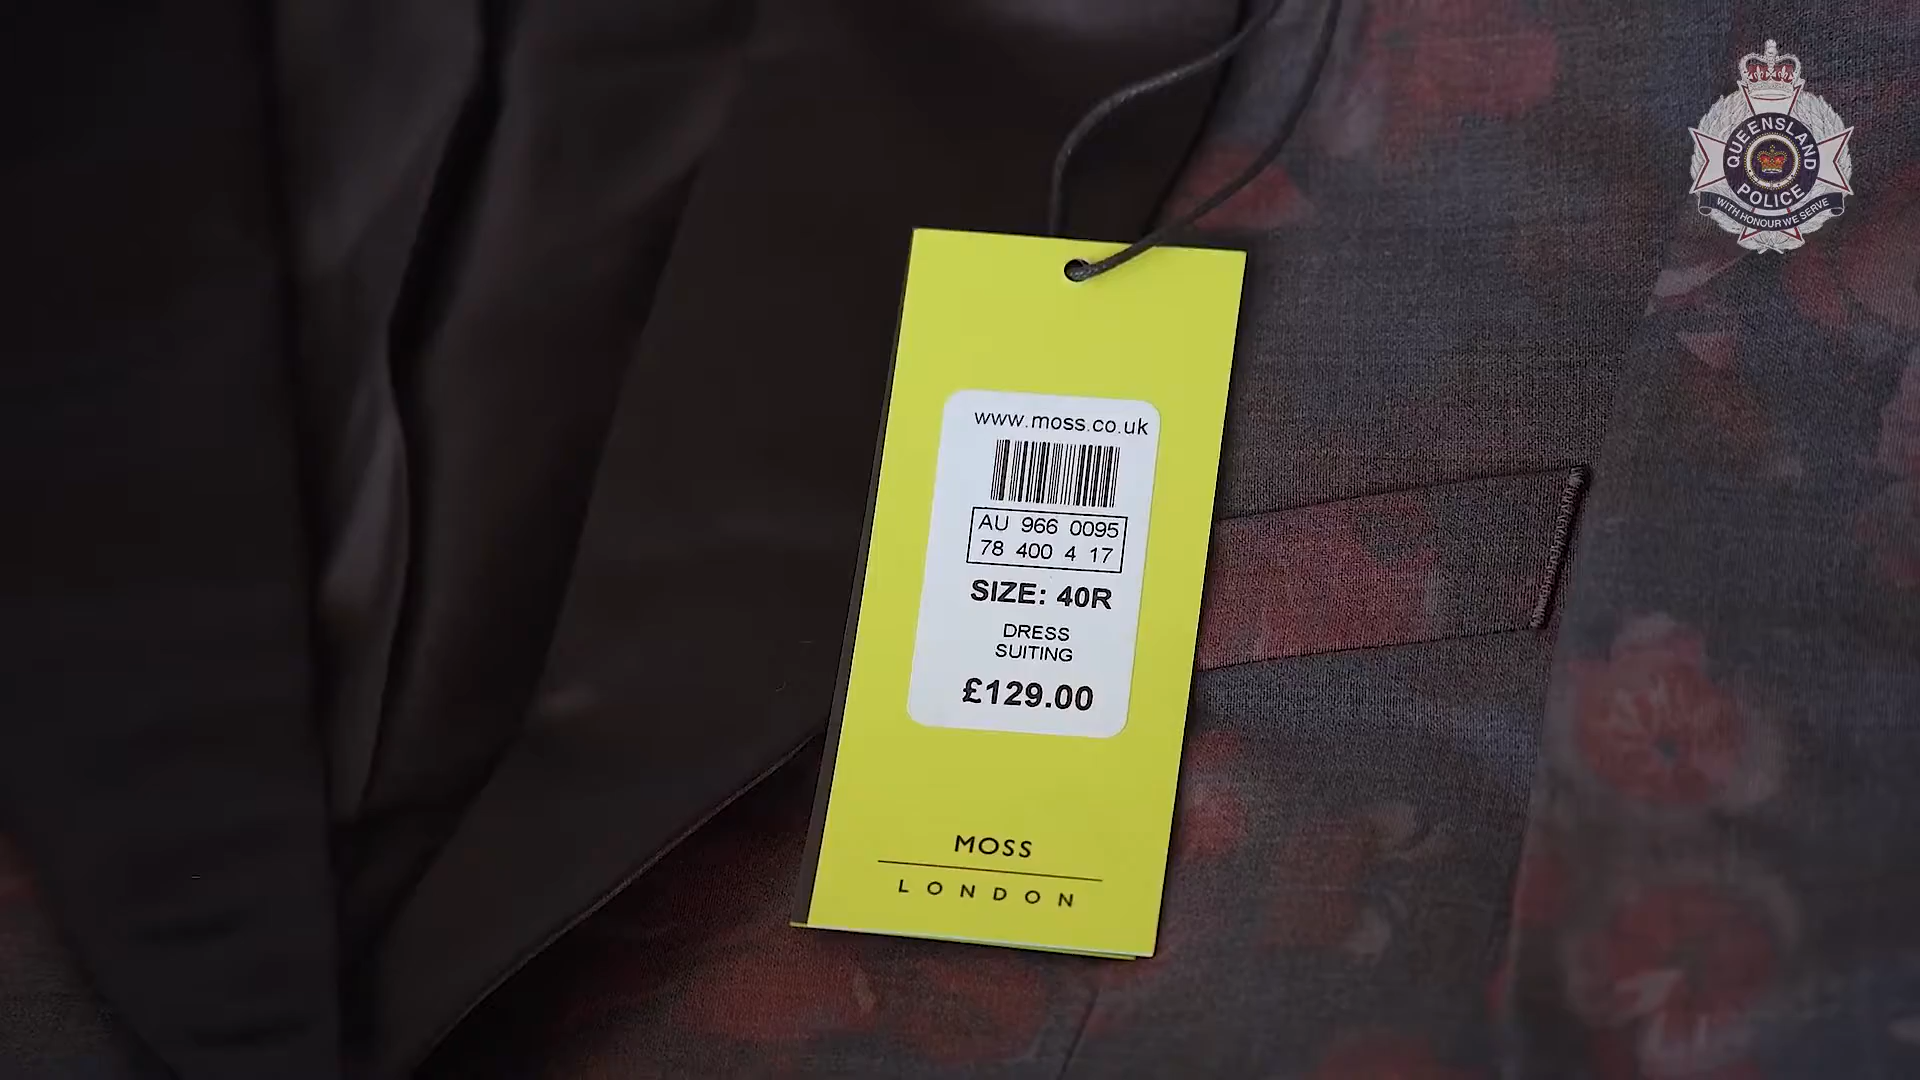 www.moss.co.uk
AU 966 0095
78 400 4 17
SIZE: 40R
DRESS
SUITING
£129.00
MOSS
LONDON
QUEENSLAND
POLICE
WITH HONOUR WE SERVE